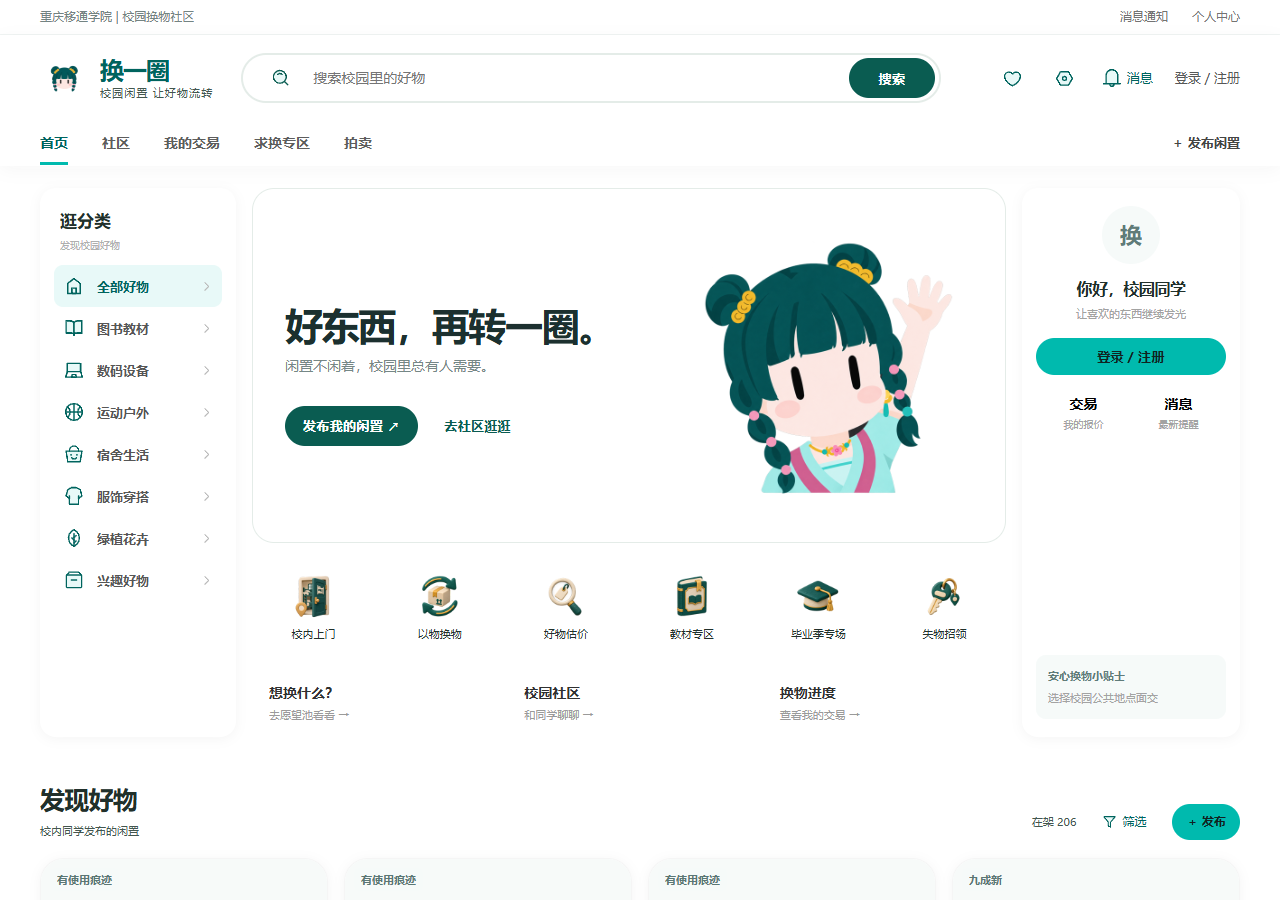 重庆移通学院 | 校园换物社区
消息通知 个人中心
换一圈
校园闲置 让好物流转
搜索校园里的好物
搜索
消息
登录 / 注册
首页 社区 我的交易 求换专区 拍卖
+ 发布闲置
逛分类
发现校园好物
全部好物
图书教材
数码设备
运动户外
宿舍生活
服饰穿搭
绿植花卉
兴趣好物
好东西，再转一圈。
闲置不闲着，校园里总有人需要。
发布我的闲置 ↗
去社区逛逛
校内上门 以物换物 好物估价 教材专区 毕业季专场 失物招领
想换什么？
去愿望池看看 →
校园社区
和同学聊聊 →
换物进度
查看我的交易 →
换
你好，校园同学
让喜欢的东西继续发光
登录 / 注册
交易 消息
我的报价 最新提醒
安心换物小贴士
选择校园公共地点面交
发现好物
校内同学发布的闲置
在架 206
筛选
+ 发布
有使用痕迹 有使用痕迹 有使用痕迹 九成新